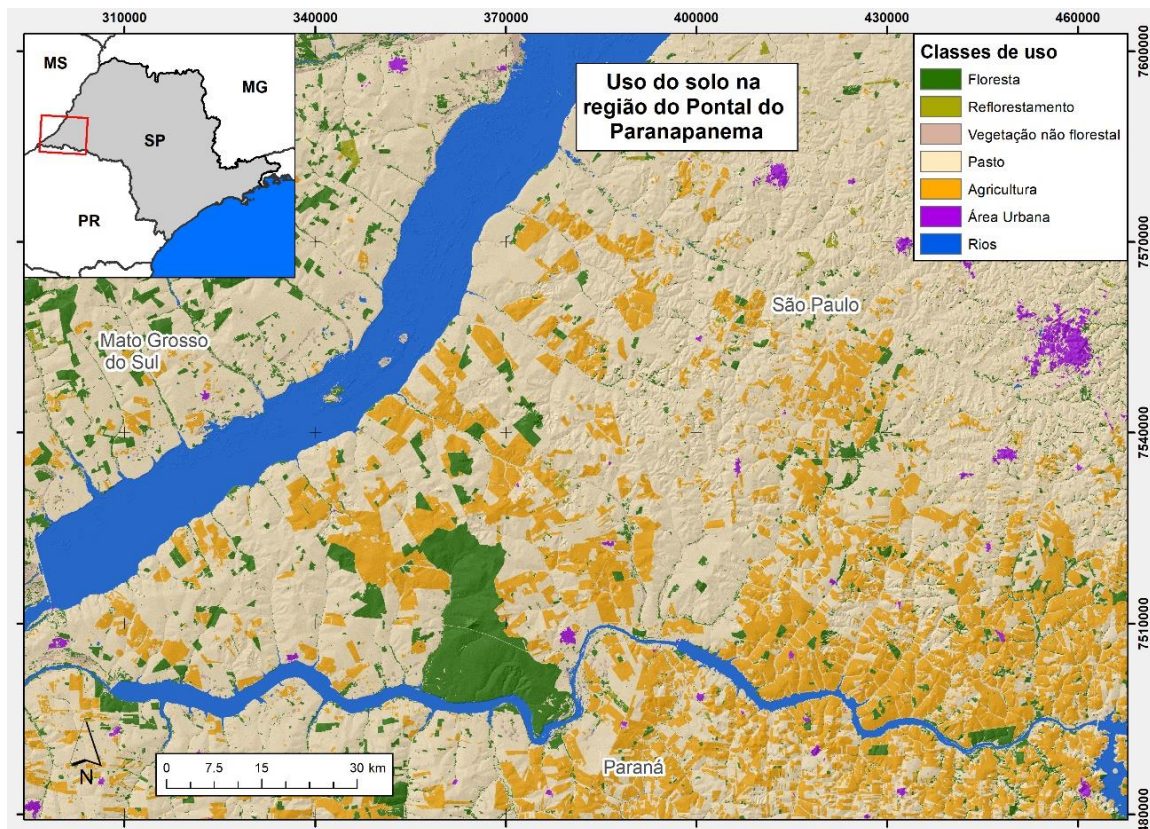 310000 340000 370000 400000 430000 460000
MS
MG
SP
PR
Uso do solo na
região do Pontal do
Paranapanema
Classes de uso
Floresta
Reflorestamento
Vegetação não florestal
Pasto
Agricultura
Área Urbana
Rios
7600000
7570000
7540000
7510000
7480000
São Paulo
Mato Grosso
do Sul
Paraná
N
0 7.5 15 30 km